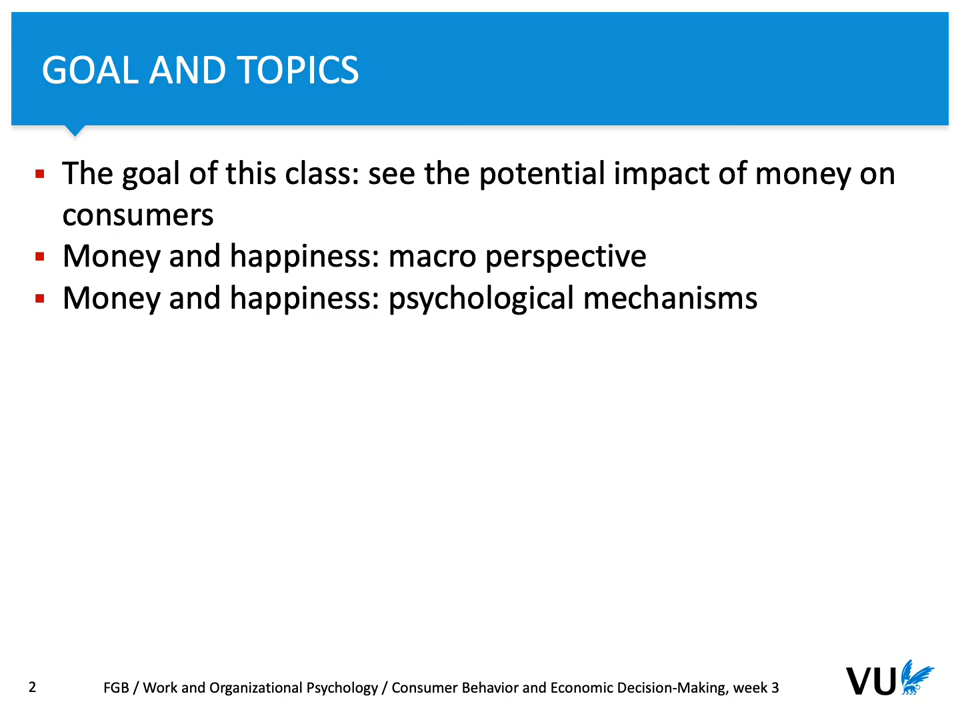 GOAL AND TOPICS
▪ The goal of this class: see the potential impact of money on
consumers
▪ Money and happiness: macro perspective
▪ Money and happiness: psychological mechanisms
2 FGB / Work and Organizational Psychology / Consumer Behavior and Economic Decision-Making, week 3
VU